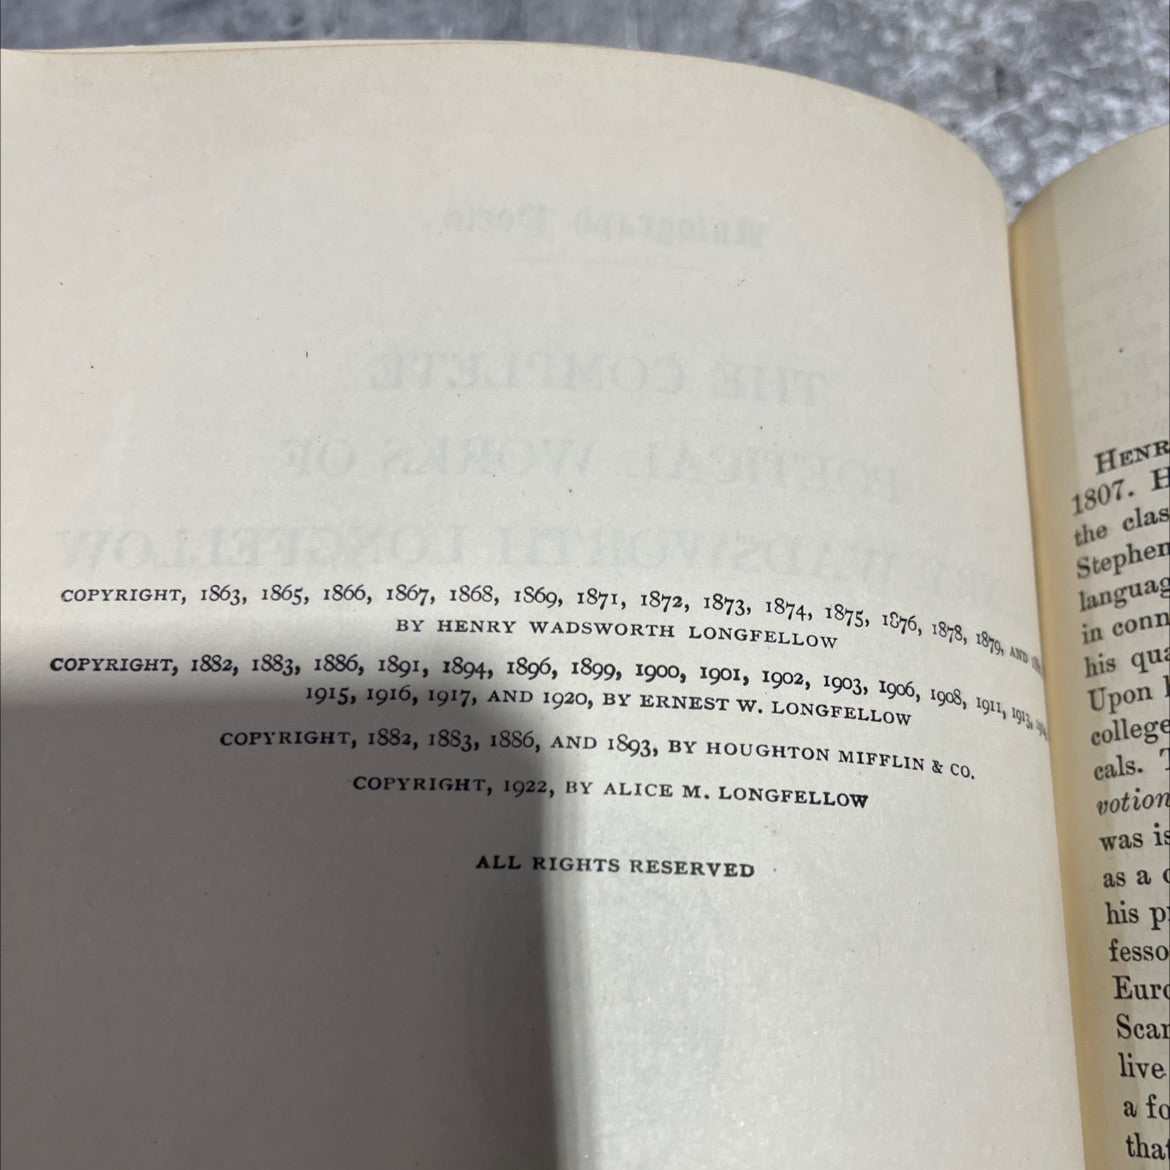 COPYRIGHT, 1863, 1865, 1866, 1867, 1868, 1869, 1871, 1872, 1873, 1874, 1875, 1876, 1878, 1879, AND
BY HENRY WADSWORTH LONGFELLOW
COPYRIGHT, 1882, 1883, 1886, 1891, 1894, 1896, 1899, 1900, 1901, 1902, 1903, 1906, 1908, 1911, 1913,
1915, 1916, 1917, AND 1920, BY ERNEST W. LONGFELLOW
COPYRIGHT, 1882, 1883, 1886, AND 1893, BY HOUGHTON MIFFLIN & CO.
COPYRIGHT, 1922, BY ALICE M. LONGFELLOW
ALL RIGHTS RESERVED
HENR
1807. H
the clas
Stephen
languag
in conn
his qua
Upon
college
cals.
votion
was is
as a
his p
fesso
Euro
Scan
live
a fo
that